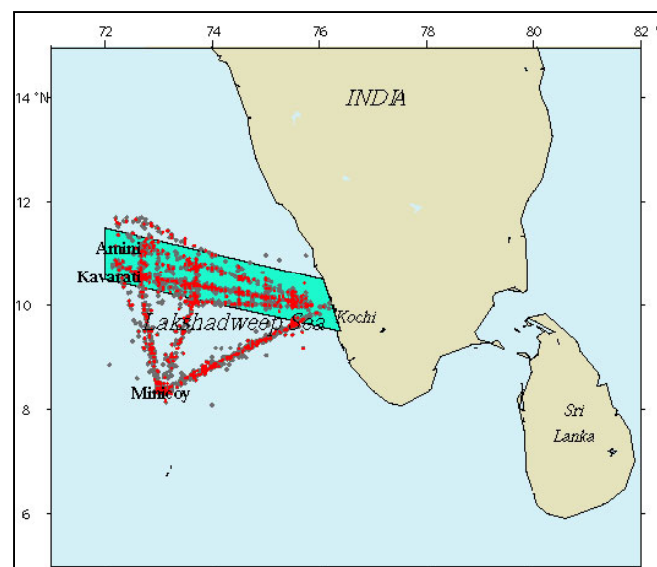 72 74 76 78 80 82 °
14 °N
INDIA
12
Amini
Kavarati
10
Lakshadweep Sea
Kochi
Minicoy
8
Sri
Lanka
6